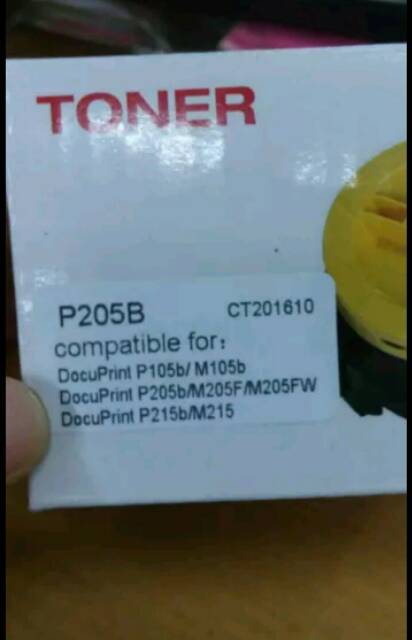 TONER
P205B CT201610
compatible for:
DocuPrint P105b/ M105b
DocuPrint P205b/M205F/M205FW
DocuPrint P215b/M215